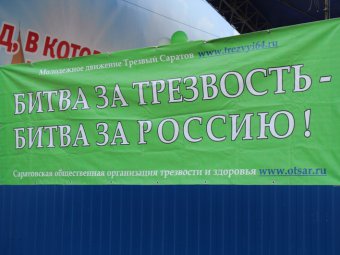 Д, В КОТО
Молодежное движение Трезвый Саратов www.trezvyi64.ru
БИТВА ЗА ТРЕЗВОСТЬ -
БИТВА ЗА РОССИЮ!
Саратовская общественная организация трезвости и здоровья www.otsar.ru